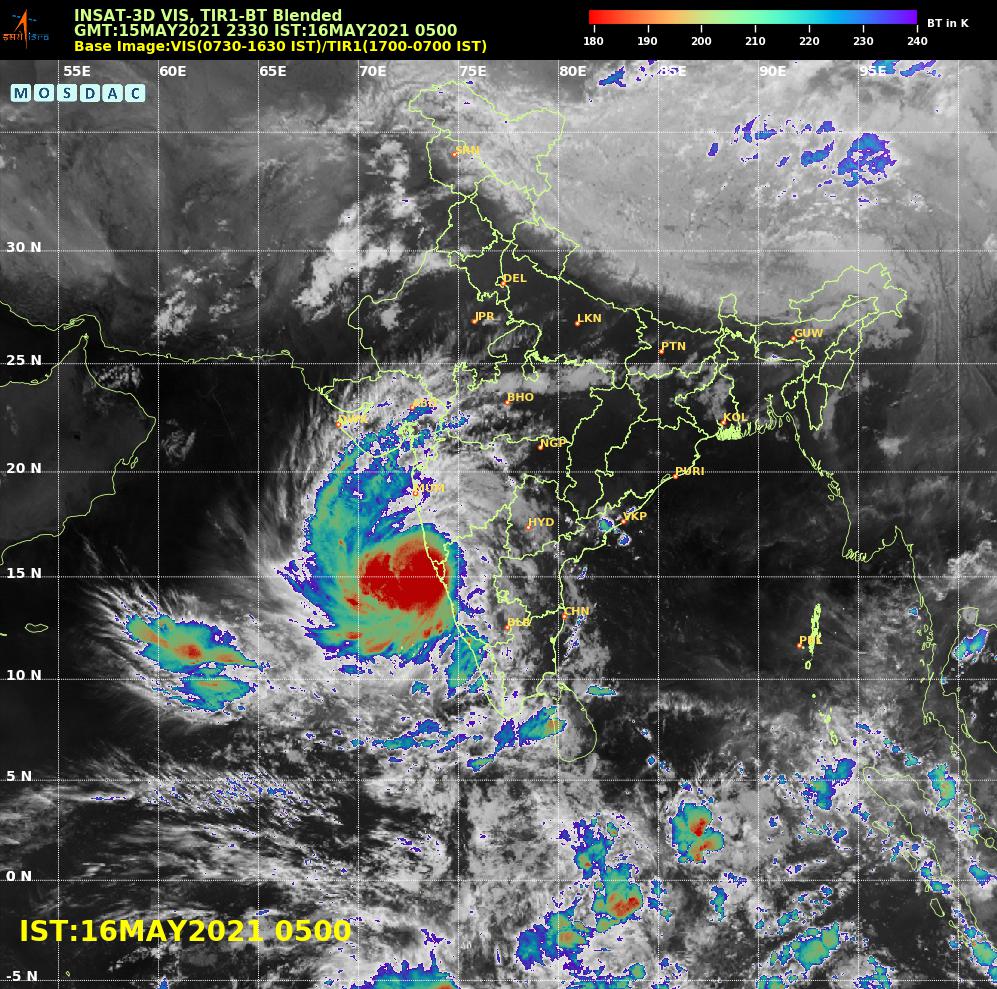 INSAT-3D VIS, TIR1-BT Blended
GMT:15MAY2021 2330 IST:16MAY2021 0500
Base Image:VIS(0730-1630 IST)/TIR1(1700-0700 IST)
BT in K
180 190 200 210 220 230 240
55E 60E 65E 70E 75E 80E 85E 90E 95E
MOSDAC
SRN
30 N
DEL
JPR LKN
GUW
PTN
25 N
BHO
KOL
NGP
20 N
PURI
MUM
HYD VKP
15 N
CHN
BLR
10 N
5 N
0 N
IST:16MAY2021 0500
-5 N